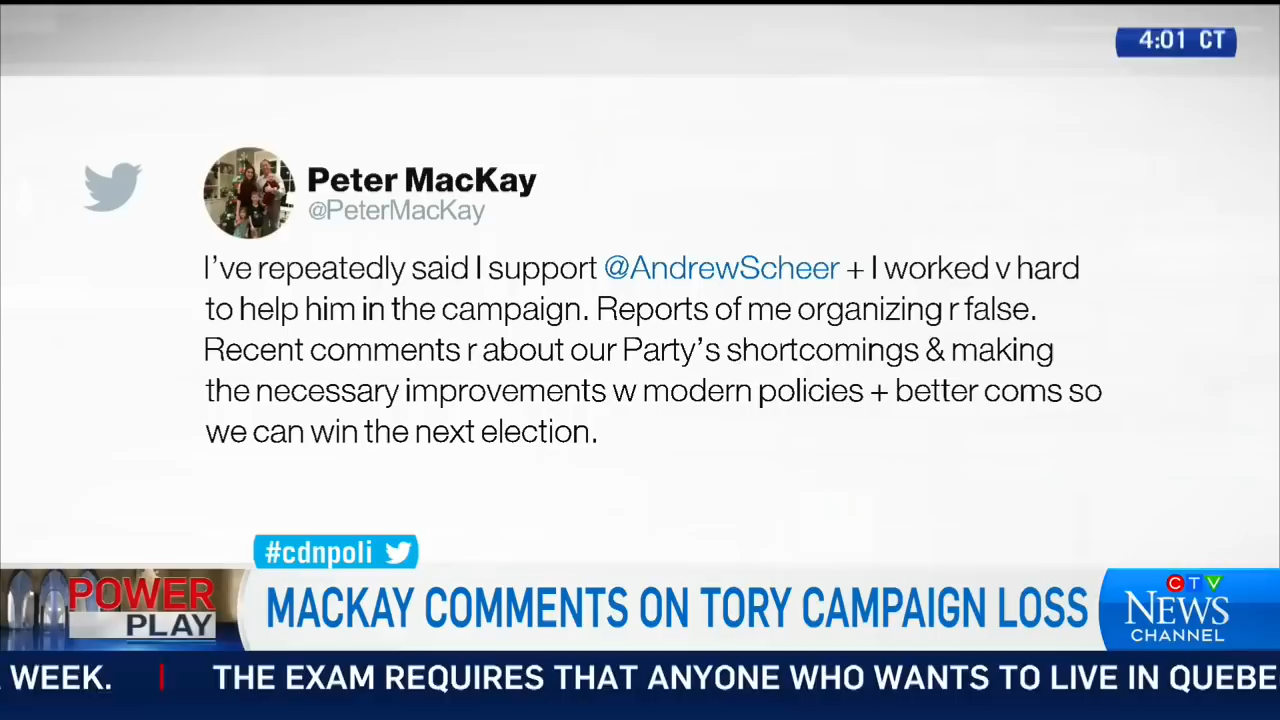 4:01 CT
Peter MacKay
@PeterMacKay
I've repeatedly said I support @AndrewScheer + I worked v hard
to help him in the campaign. Reports of me organizing r false.
Recent comments r about our Party's shortcomings & making
the necessary improvements w modern policies + better coms so
we can win the next election.
#cdnpoli
POWER
PLAY
MACKAY COMMENTS ON TORY CAMPAIGN LOSS
CTV
NEWS
CHANNEL
WEEK. | THE EXAM REQUIRES THAT ANYONE WHO WANTS TO LIVE IN QUEBE